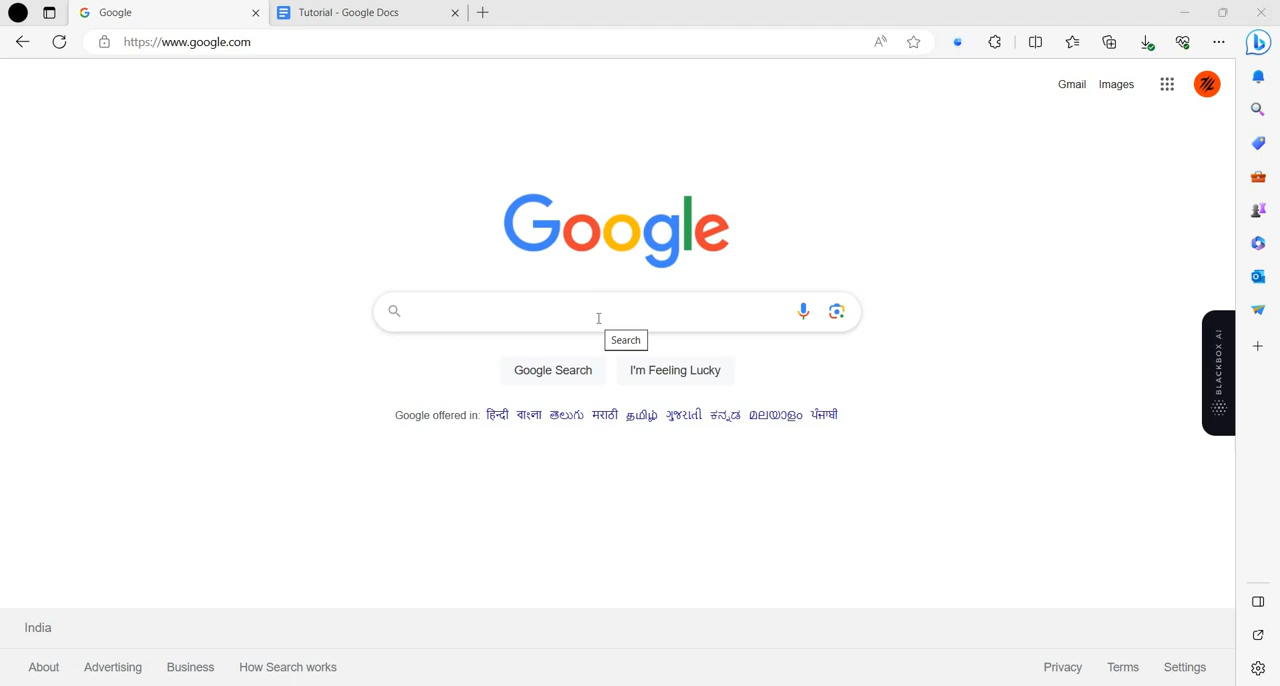 Google
Tutorial - Google Docs
https://www.google.com
Gmail Images
Google
Search
Google Search I'm Feeling Lucky
Google offered in: हिन्दी বাংলা తెలుగు मराठी தமிழ் ગુજરાતી ಕನ್ನಡ മലയാളം ਪੰਜਾਬੀ
BLACKBOX AI
India
About Advertising Business How Search works Privacy Terms Settings